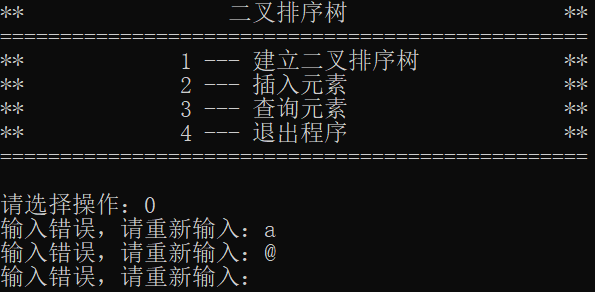 ** 二叉排序树 **
=================================================
** 1 --- 建立二叉排序树 **
** 2 --- 插入元素 **
** 3 --- 查询元素 **
** 4 --- 退出程序 **
=================================================
请选择操作：0
输入错误，请重新输入：a
输入错误，请重新输入：@
输入错误，请重新输入：